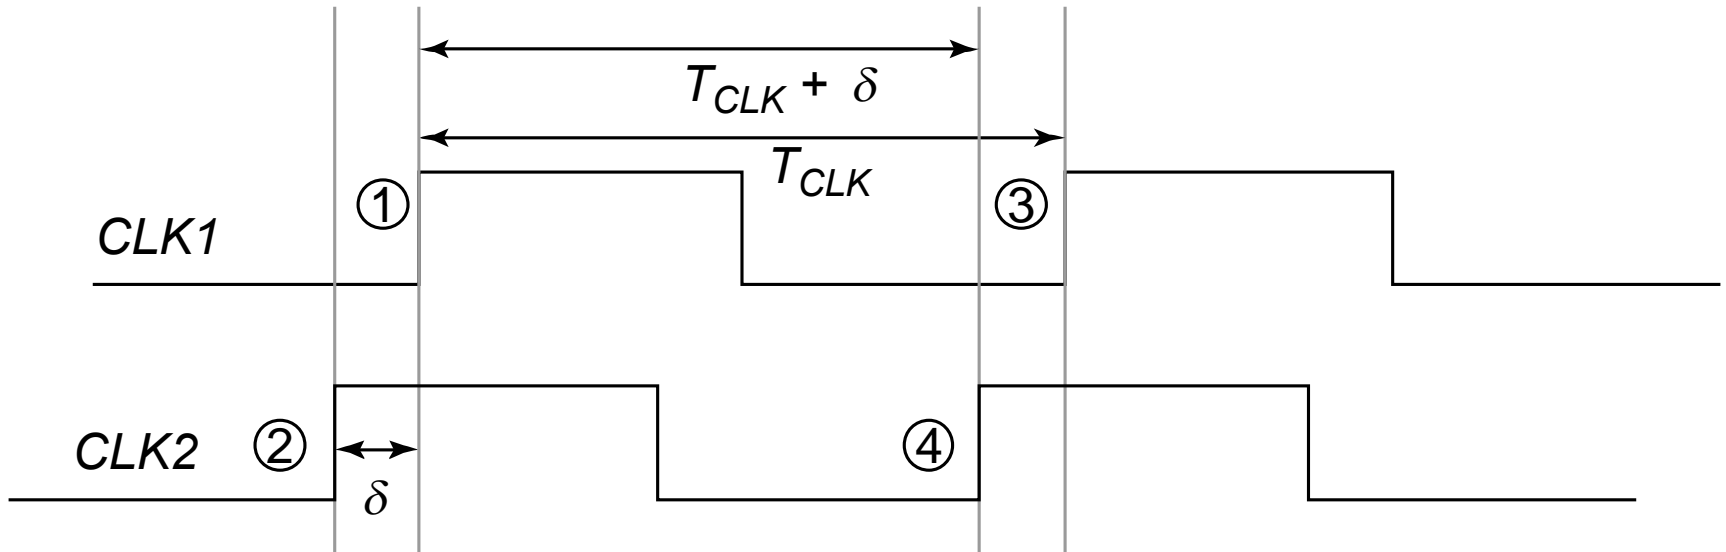 T_CLK + δ
T_CLK
① ③
CLK1
CLK2 ② ④
δ